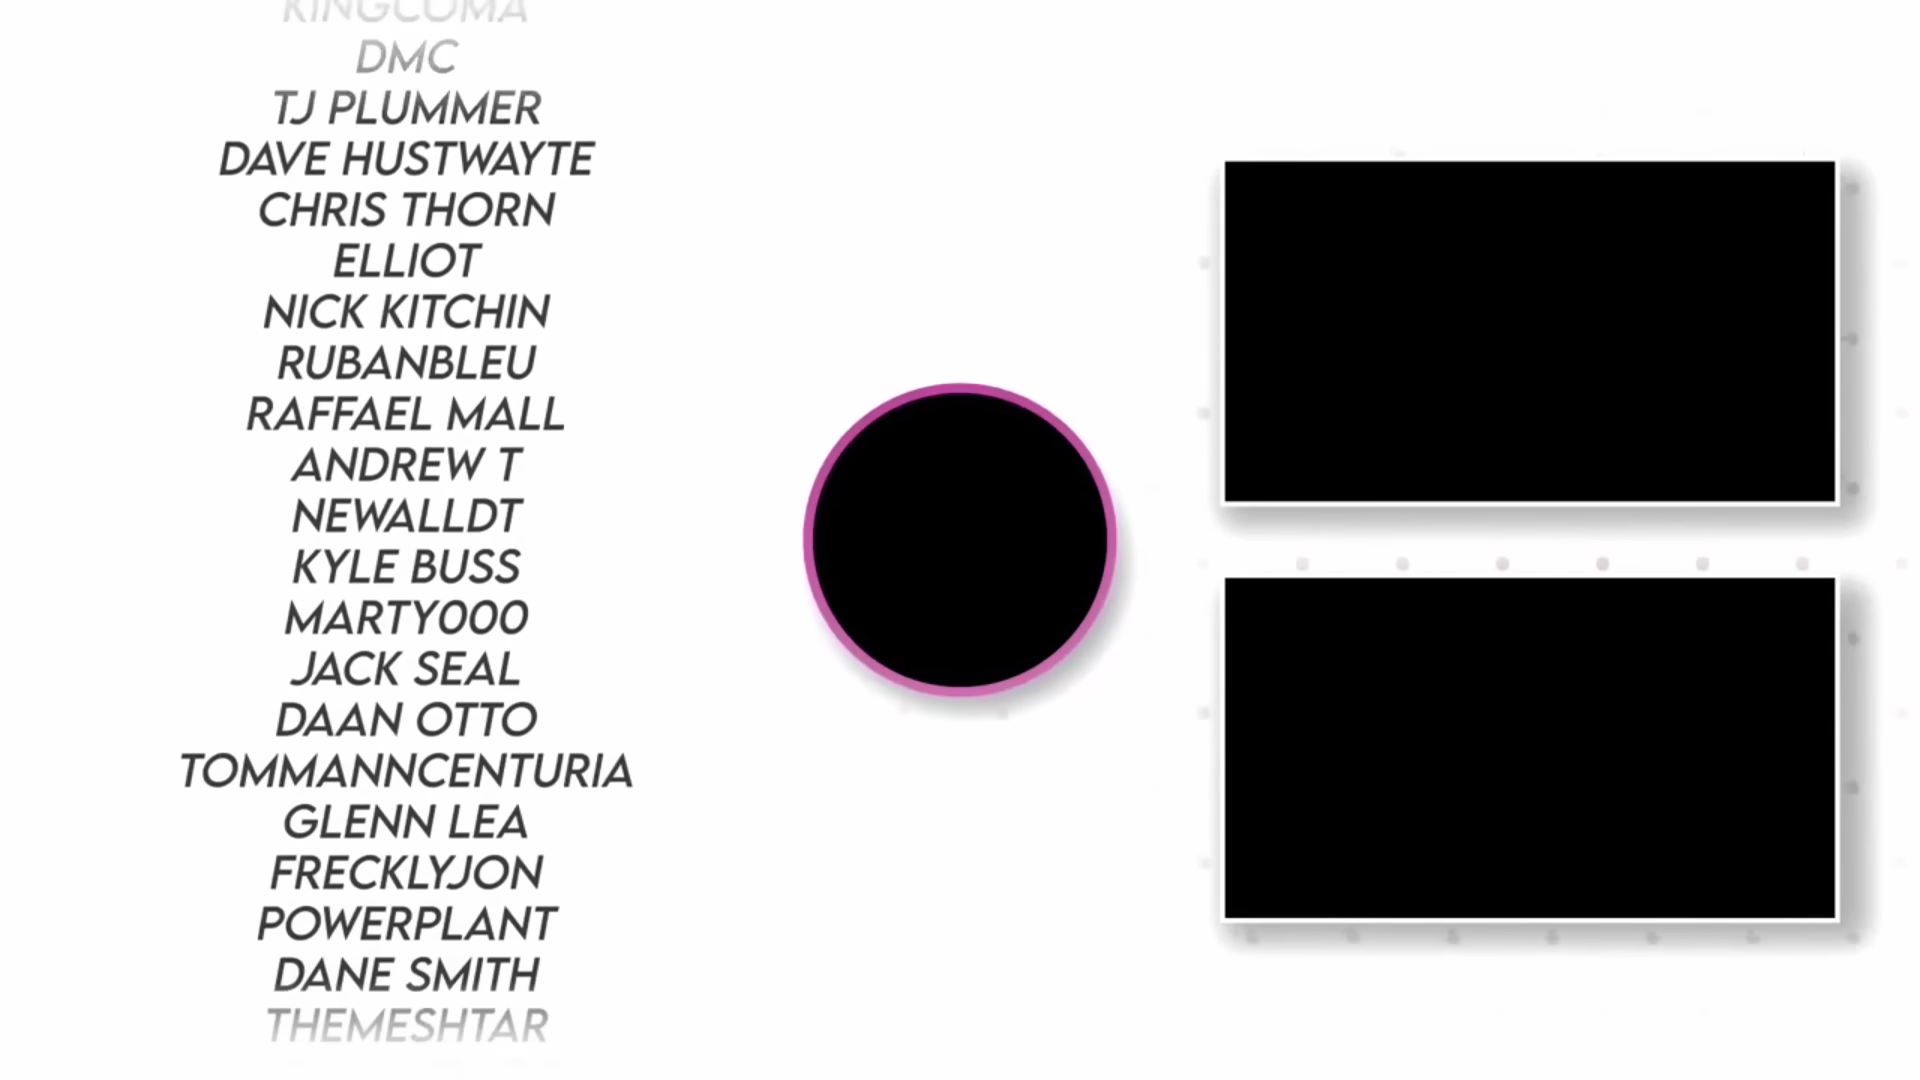 KINGCOMA
DMC
TJ PLUMMER
DAVE HUSTWAYTE
CHRIS THORN
ELLIOT
NICK KITCHIN
RUBANBLEU
RAFFAEL MALL
ANDREW T
NEWALLDT
KYLE BUSS
MARTY000
JACK SEAL
DAAN OTTO
TOMMANNCENTURIA
GLENN LEA
FRECKLYJON
POWERPLANT
DANE SMITH
THEMESHTAR